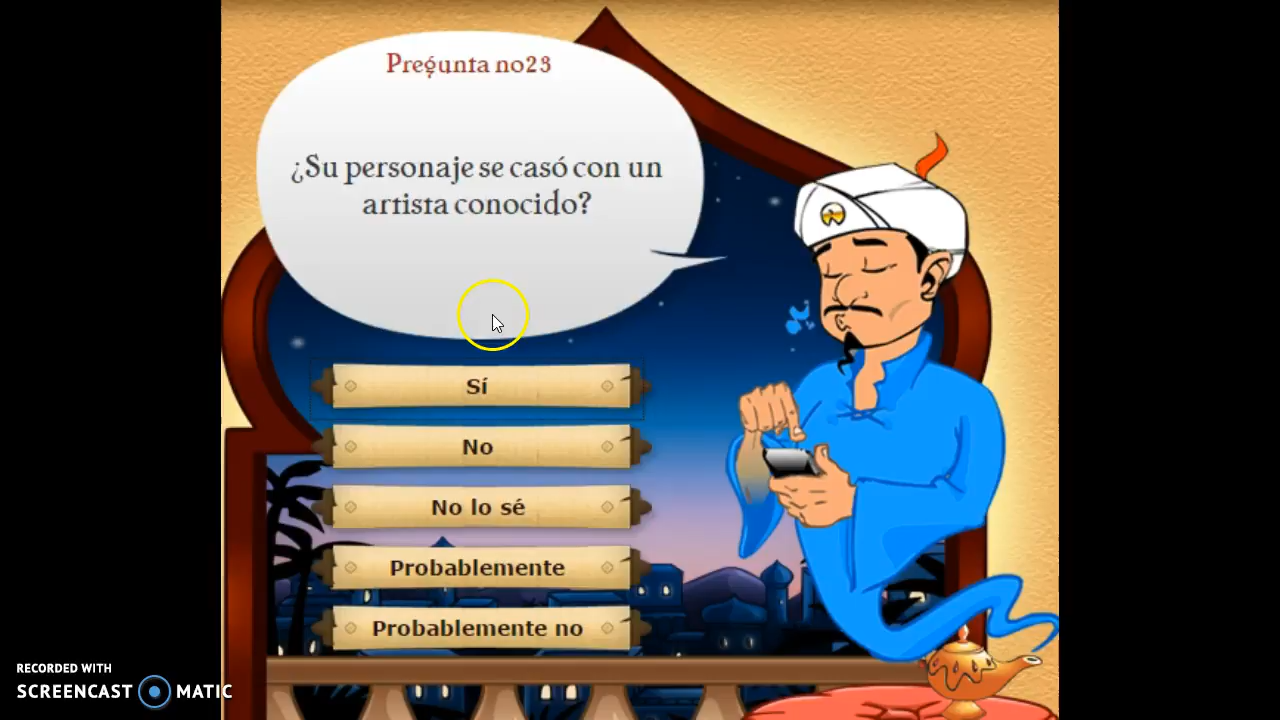 Pregunta no23
¿Su personaje se casó con un
artista conocido?
Sí
No
No lo sé
Probablemente
Probablemente no
RECORDED WITH
SCREENCAST MATIC